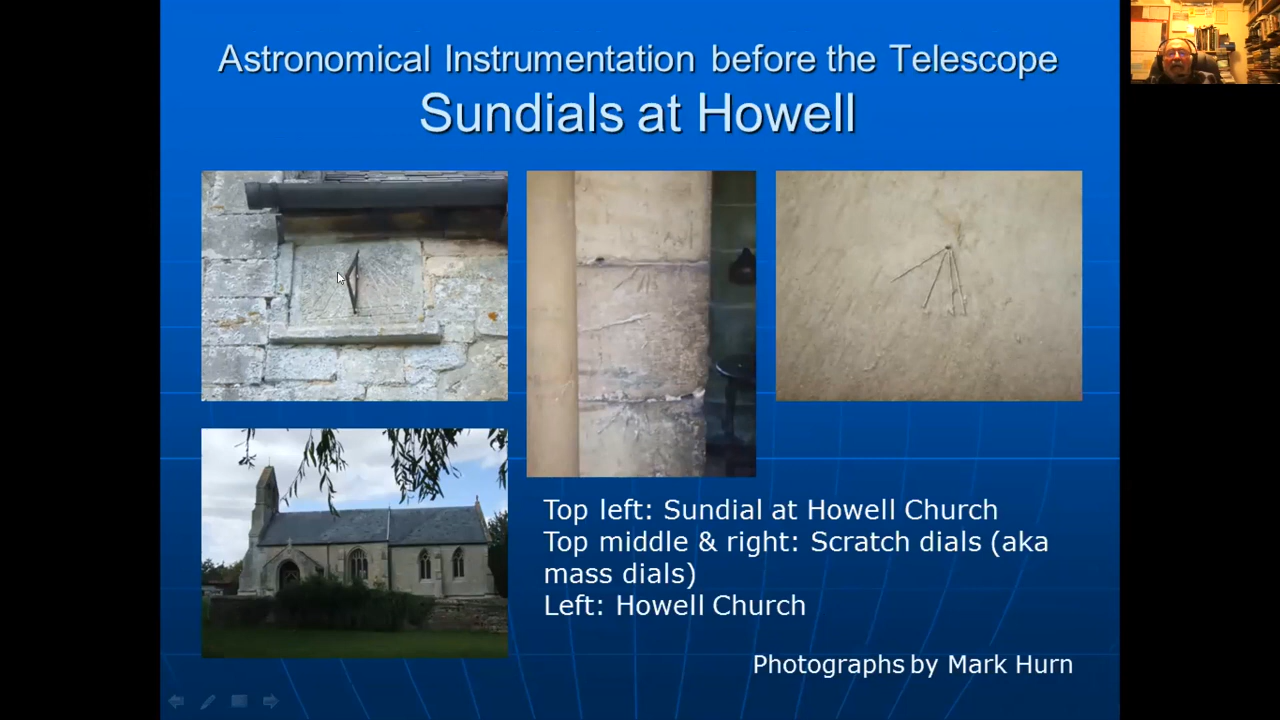 Astronomical Instrumentation before the Telescope
Sundials at Howell
Top left: Sundial at Howell Church
Top middle & right: Scratch dials (aka
mass dials)
Left: Howell Church
Photographs by Mark Hurn